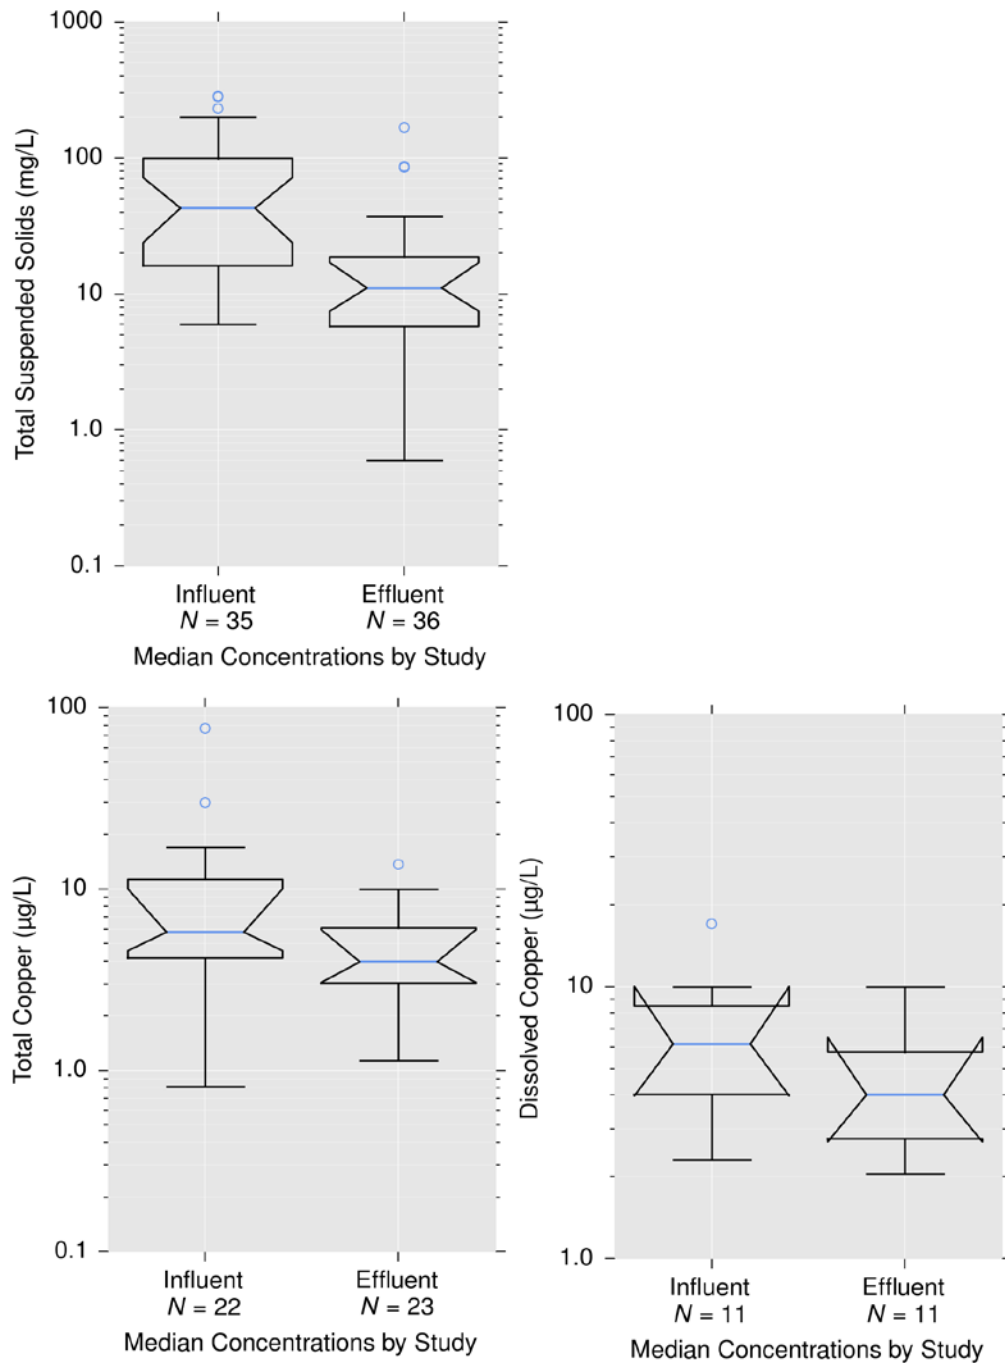 Total Suspended Solids (mg/L)
1000
100
10
1.0
0.1
Influent
N = 35
Effluent
N = 36
Median Concentrations by Study
Total Copper (µg/L)
100
10
1.0
0.1
Influent
N = 22
Effluent
N = 23
Median Concentrations by Study
Dissolved Copper (µg/L)
100
10
1.0
Influent
N = 11
Effluent
N = 11
Median Concentrations by Study